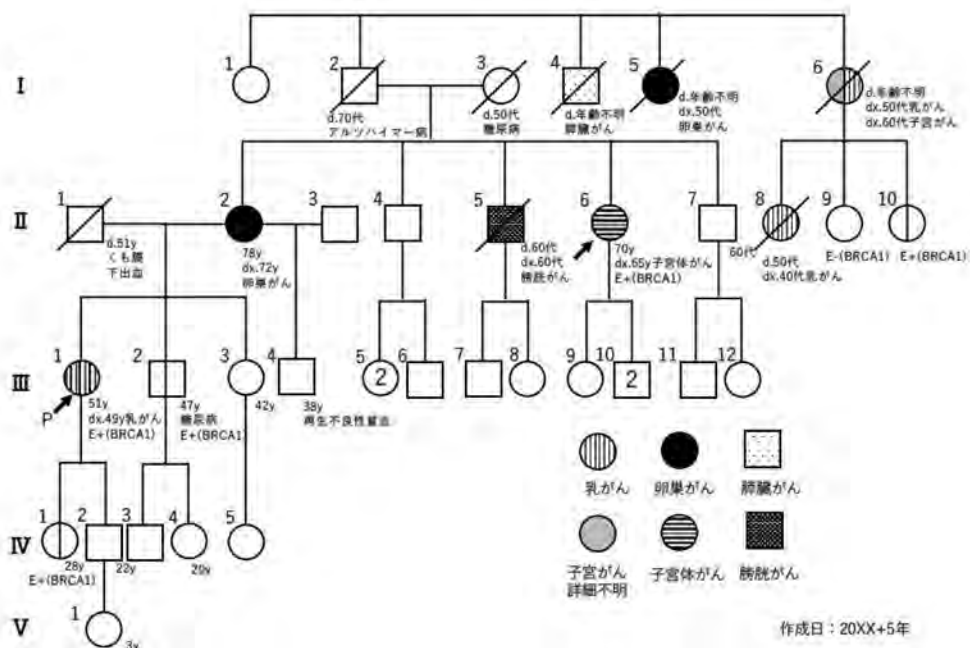 I
1
2
d.70代
アルツハイマー病
3
d.50代
糖尿病
4
d.年齢不明
膵臓がん
5
d.年齢不明
dx.50代
卵巣がん
6
d.年齢不明
dx.50代乳がん
dx.60代子宮がん
II
1
d.51y
くも膜
下出血
2
78y
dx.72y
卵巣がん
3
4
5
d.60代
dx.60代
膀胱がん
6
70y
dx.65y子宮体がん
E+(BRCA1)
7
60代
8
d.50代
dx.40代乳がん
9
E-(BRCA1)
10
E+(BRCA1)
III
1
P
51y
dx.49y乳がん
E+(BRCA1)
2
47y
糖尿病
E+(BRCA1)
3
42y
4
38y
再生不良性貧血
5
2
6
7
8
9
10
2
11
12
IV
1
28y
E+(BRCA1)
2
22y
3
4
20y
5
V
1
3y
乳がん
卵巣がん
膵臓がん
子宮がん
詳細不明
子宮体がん
膀胱がん
作成日：20XX+5年